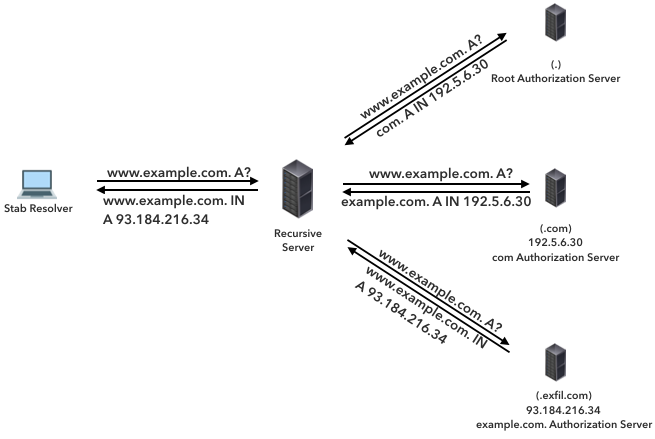 www.example.com. A?
com. A IN 192.5.6.30
(.)
Root Authorization Server
www.example.com. A?
www.example.com. IN
A 93.184.216.34
Stab Resolver
Recursive
Server
www.example.com. A?
example.com. A IN 192.5.6.30
(.com)
192.5.6.30
com Authorization Server
www.example.com. A?
www.example.com. IN
A 93.184.216.34
(.exfil.com)
93.184.216.34
example.com. Authorization Server